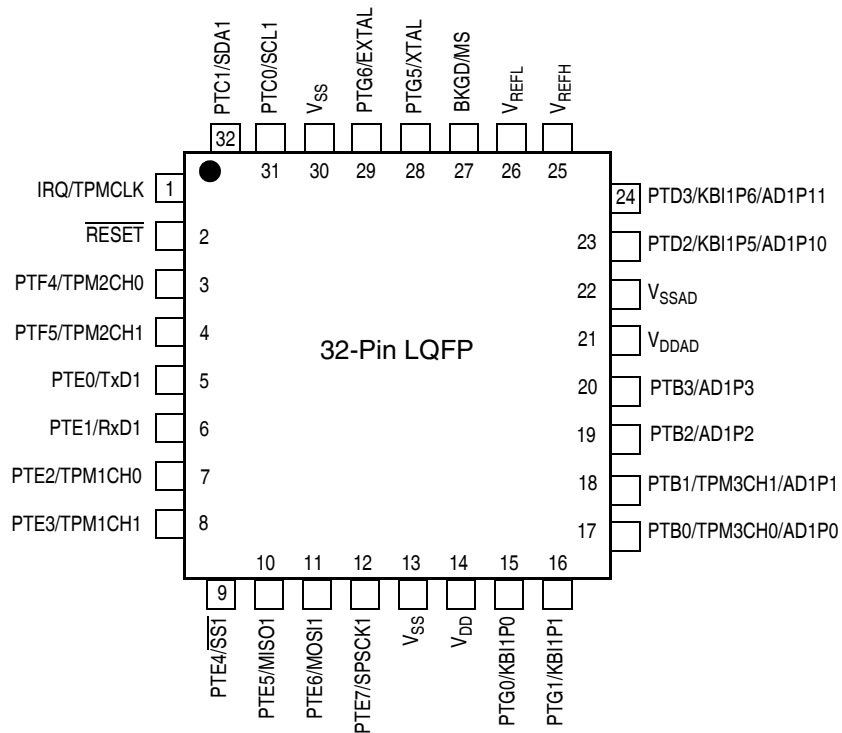 PTC1/SDA1
PTC0/SCL1
VSS
PTG6/EXTAL
PTG5/XTAL
BKGD/MS
VREFL
VREFH
32
31
30
29
28
27
26
25
IRQ/TPMCLK 1
RESET 2
PTF4/TPM2CH0 3
PTF5/TPM2CH1 4
PTE0/TxD1 5
PTE1/RxD1 6
PTE2/TPM1CH0 7
PTE3/TPM1CH1 8
32-Pin LQFP
24 PTD3/KBI1P6/AD1P11
23 PTD2/KBI1P5/AD1P10
22 VSSAD
21 VDDAD
20 PTB3/AD1P3
19 PTB2/AD1P2
18 PTB1/TPM3CH1/AD1P1
17 PTB0/TPM3CH0/AD1P0
9
10
11
12
13
14
15
16
PTE4/SS1
PTE5/MISO1
PTE6/MOSI1
PTE7/SPSCK1
VSS
VDD
PTG0/KBI1P0
PTG1/KBI1P1